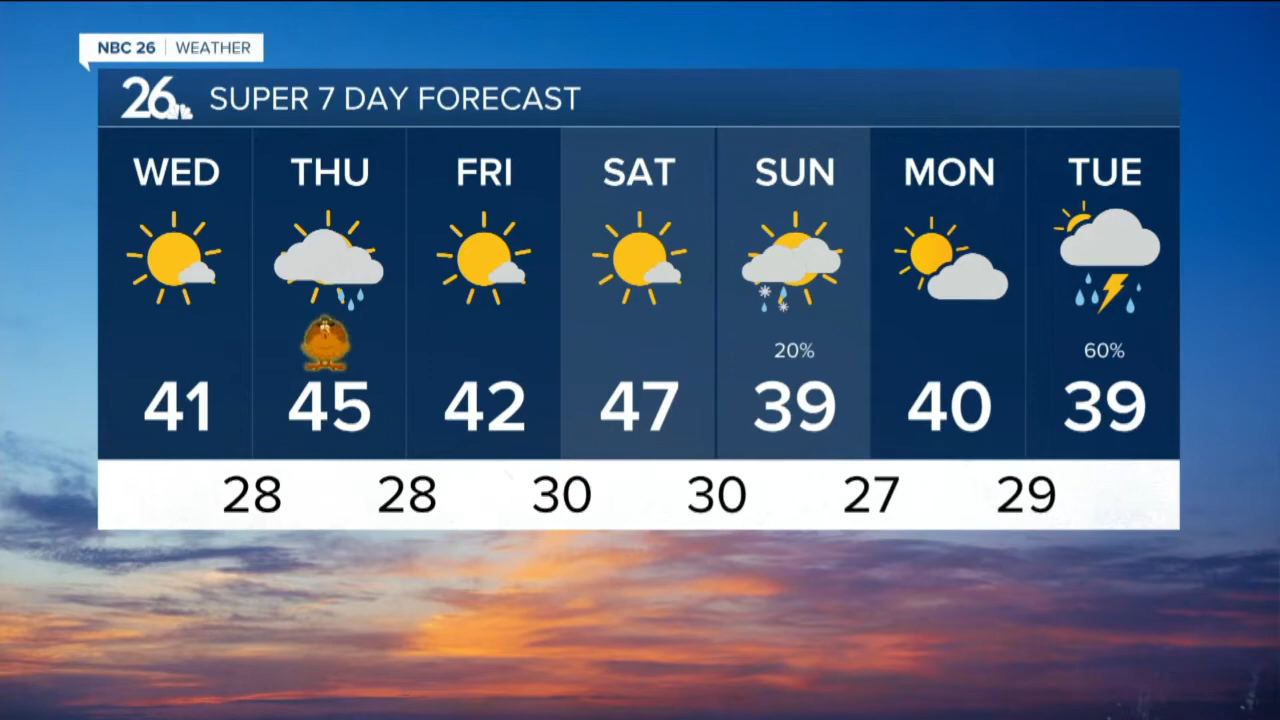 NBC 26 | WEATHER
26 SUPER 7 DAY FORECAST
WED THU FRI SAT SUN MON TUE
20% 60%
41 45 42 47 39 40 39
28 28 30 30 27 29